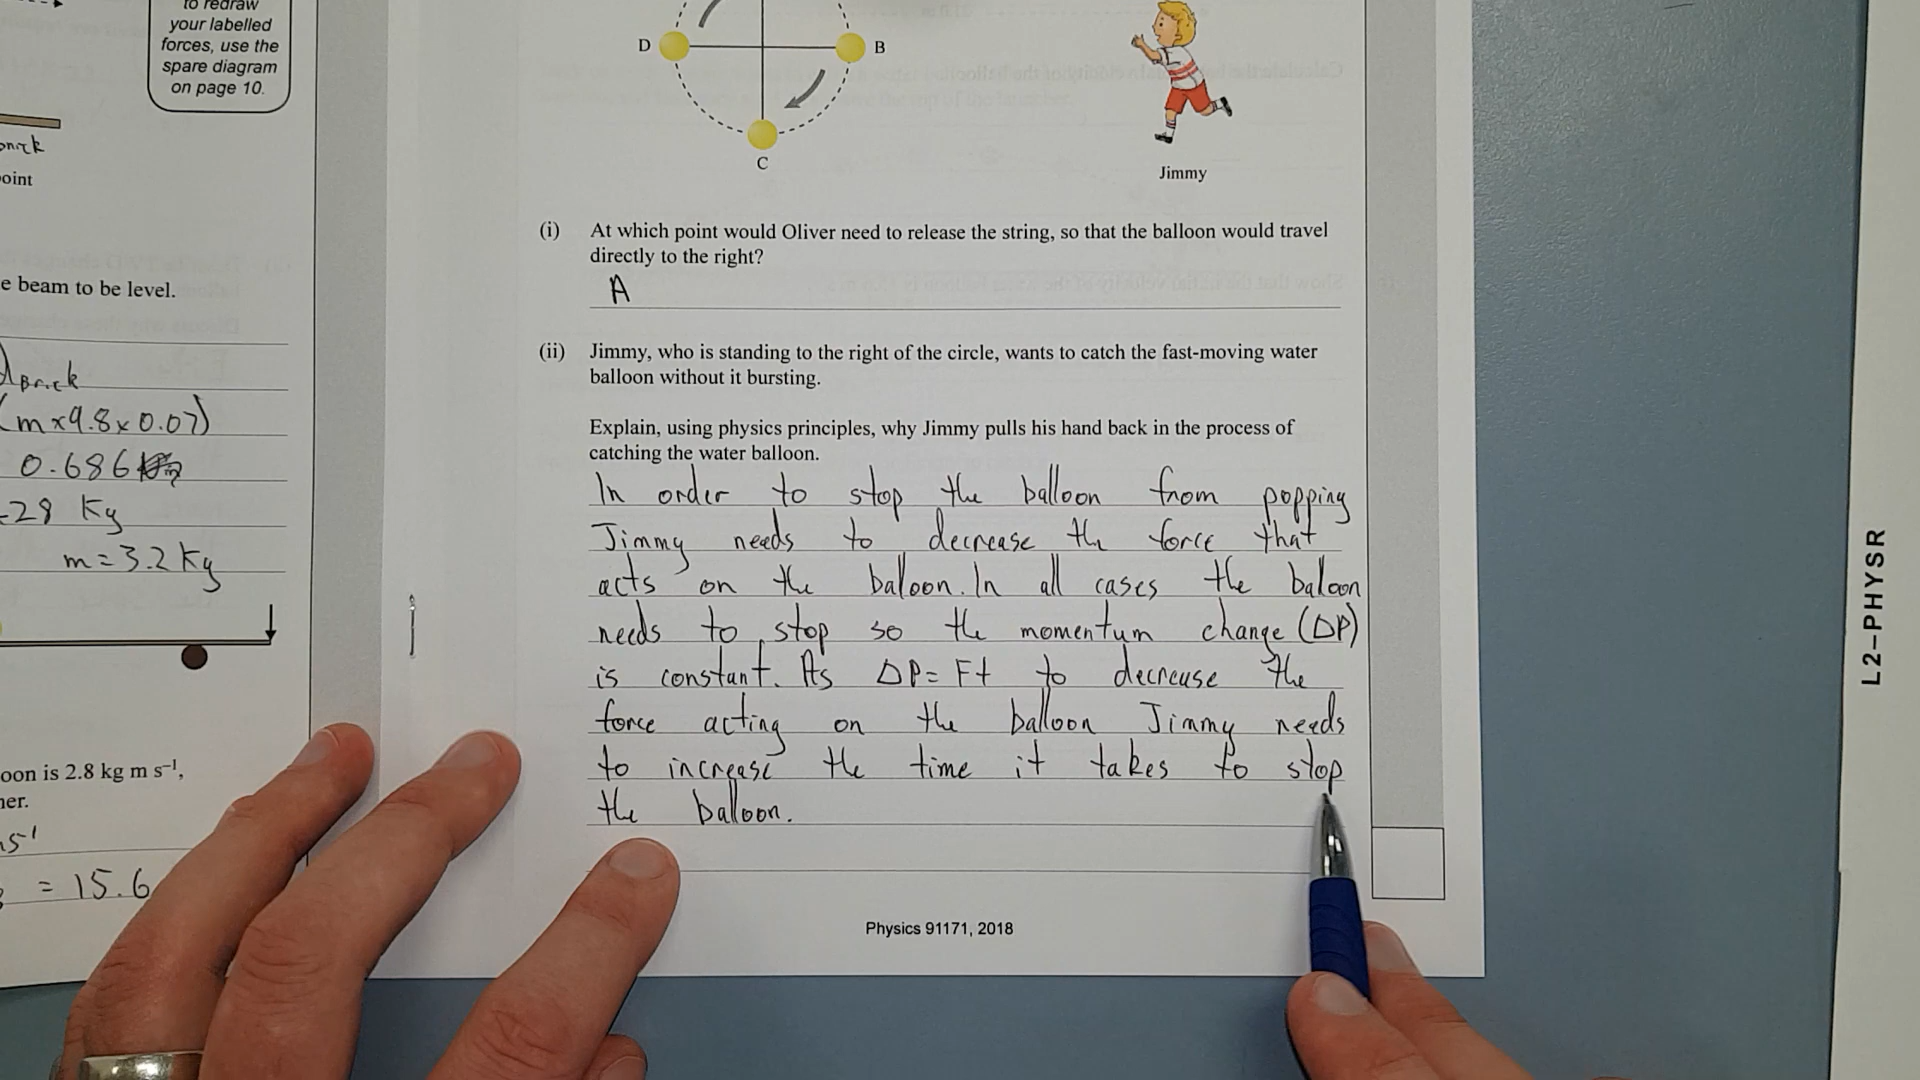 to redraw
your labelled
forces, use the
spare diagram
on page 10.
oint
e beam to be level.
(m x 9.8 x 0.07)
0.686
28 Kg
m = 3.2 Kg
oon is 2.8 kg m s⁻¹,
ner.
= 15.6
D
B
C
Jimmy
(i) At which point would Oliver need to release the string, so that the balloon would travel
directly to the right?
A
(ii) Jimmy, who is standing to the right of the circle, wants to catch the fast-moving water
balloon without it bursting.
Explain, using physics principles, why Jimmy pulls his hand back in the process of
catching the water balloon.
In order to stop the balloon from popping
Jimmy needs to decrease the force that
acts on the baloon. In all cases the baloon
needs to stop so the momentum change (ΔP)
is constant. As ΔP = Ft to decrease the
force acting on the balloon Jimmy needs
to increase the time it takes to stop
the balloon.
Physics 91171, 2018
L2–PHYSR